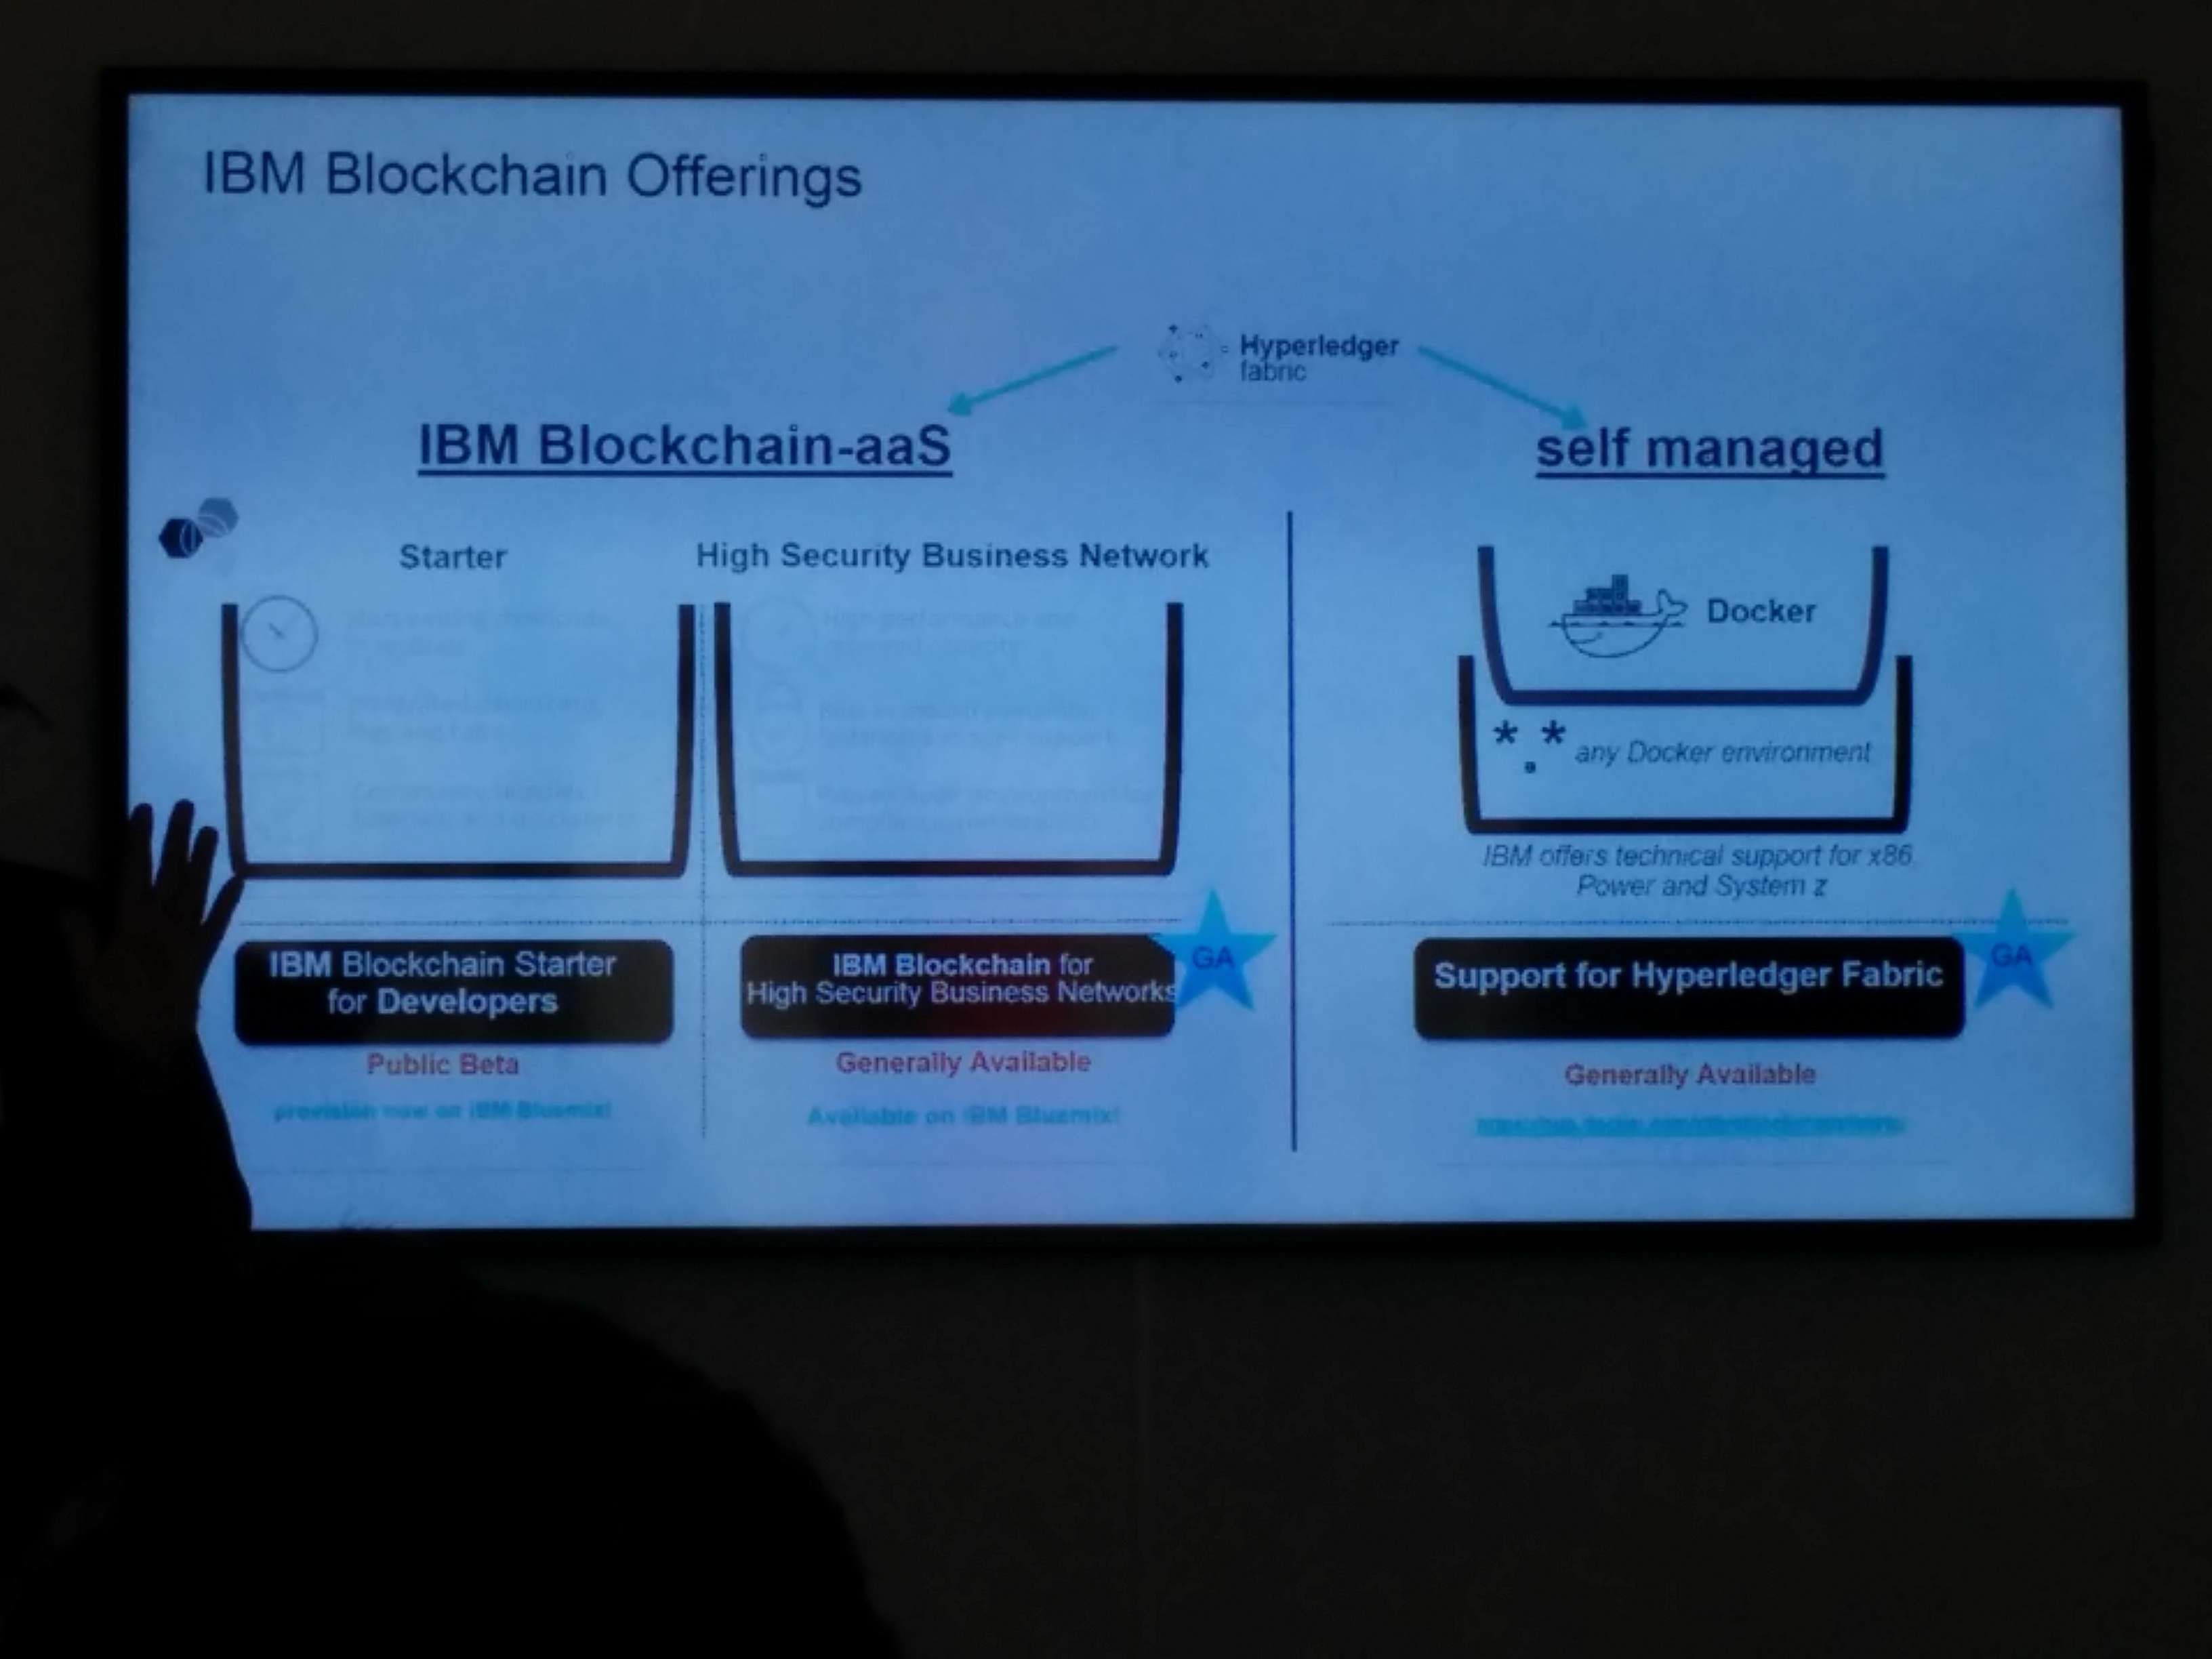 IBM Blockchain Offerings
Hyperledger
fabric
IBM Blockchain-aaS
self managed
Starter
High Security Business Network
Docker
* . * any Docker environment
IBM offers technical support for x86,
Power and System z
IBM Blockchain Starter
for Developers
IBM Blockchain for
High Security Business Networks
GA
Support for Hyperledger Fabric
GA
Public Beta
Generally Available
Generally Available
provision now on IBM Bluemix!
Available on IBM Bluemix!